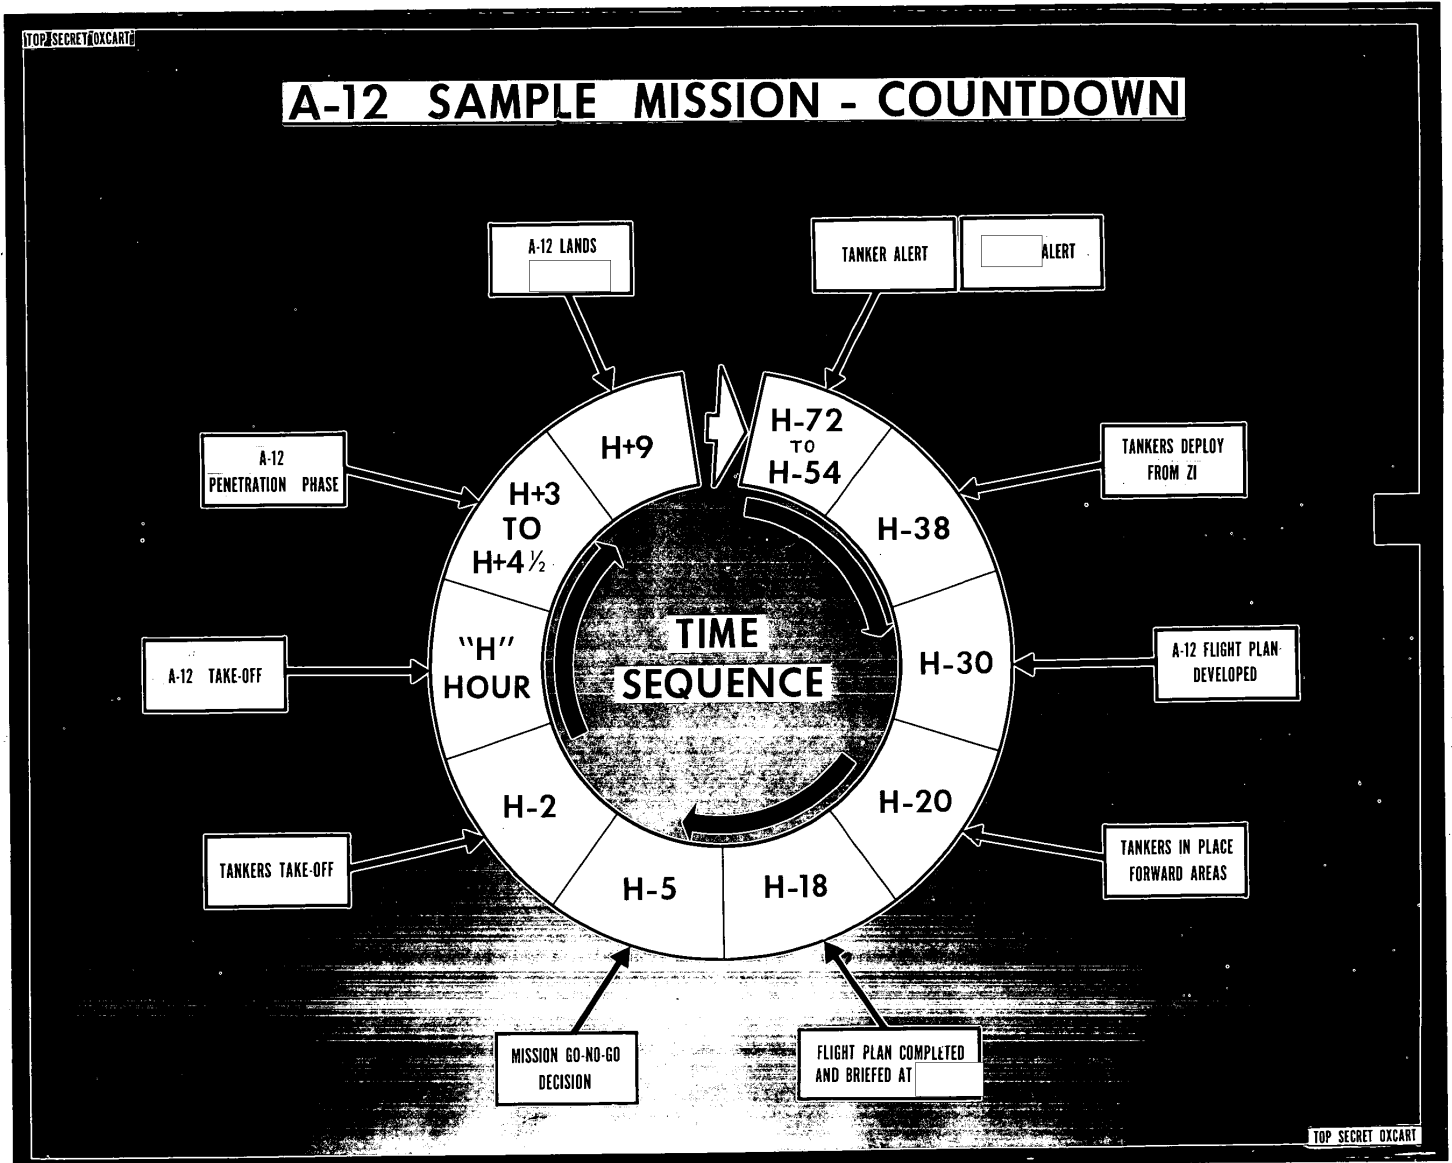 TOP SECRET OXCART
A-12 SAMPLE MISSION - COUNTDOWN
A-12 LANDS
TANKER ALERT
ALERT
A-12
PENETRATION PHASE
TANKERS DEPLOY
FROM ZI
H+9
H-72
TO
H-54
H+3
TO
H+4½
H-38
"H"
HOUR
TIME
SEQUENCE
H-30
A-12 TAKE-OFF
A-12 FLIGHT PLAN
DEVELOPED
H-2
H-20
TANKERS TAKE-OFF
TANKERS IN PLACE
FORWARD AREAS
H-5
H-18
MISSION GO-NO-GO
DECISION
FLIGHT PLAN COMPLETED
AND BRIEFED AT
TOP SECRET OXCART